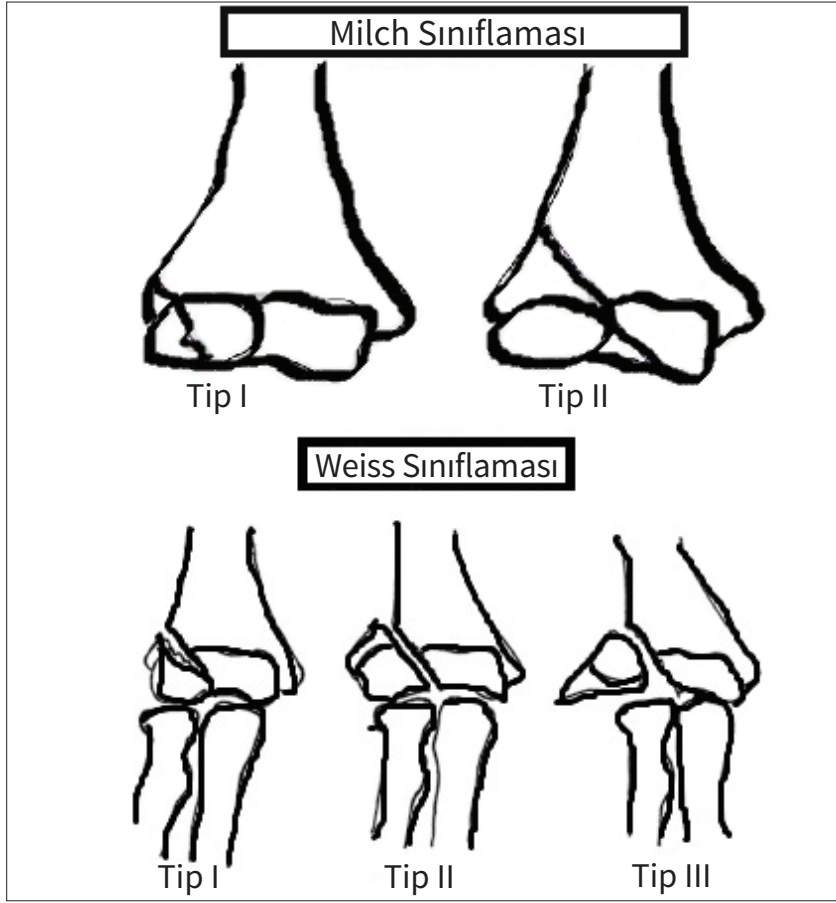 Milch Sınıflaması
Tip I
Tip II
Weiss Sınıflaması
Tip I
Tip II
Tip III